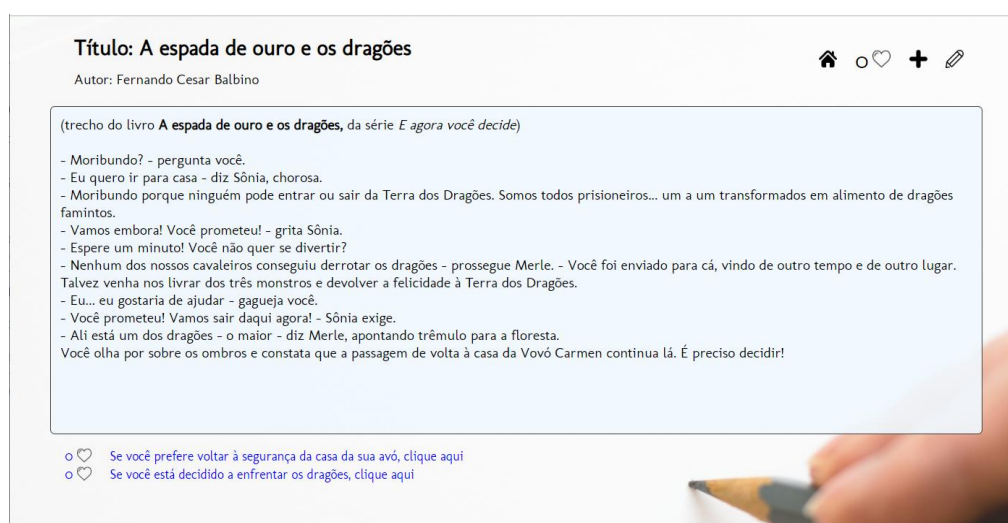 Título: A espada de ouro e os dragões
Autor: Fernando Cesar Balbino
0
(trecho do livro A espada de ouro e os dragões, da série E agora você decide)
- Moribundo? - pergunta você.
- Eu quero ir para casa - diz Sônia, chorosa.
- Moribundo porque ninguém pode entrar ou sair da Terra dos Dragões. Somos todos prisioneiros... um a um transformados em alimento de dragões
famintos.
- Vamos embora! Você prometeu! - grita Sônia.
- Espere um minuto! Você não quer se divertir?
- Nenhum dos nossos cavaleiros conseguiu derrotar os dragões - prossegue Merle. - Você foi enviado para cá, vindo de outro tempo e de outro lugar.
Talvez venha nos livrar dos três monstros e devolver a felicidade à Terra dos Dragões.
- Eu... eu gostaria de ajudar - gagueja você.
- Você prometeu! Vamos sair daqui agora! - Sônia exige.
- Ali está um dos dragões - o maior - diz Merle, apontando trêmulo para a floresta.
Você olha por sobre os ombros e constata que a passagem de volta à casa da Vovó Carmen continua lá. É preciso decidir!
0 Se você prefere voltar à segurança da casa da sua avó, clique aqui
0 Se você está decidido a enfrentar os dragões, clique aqui